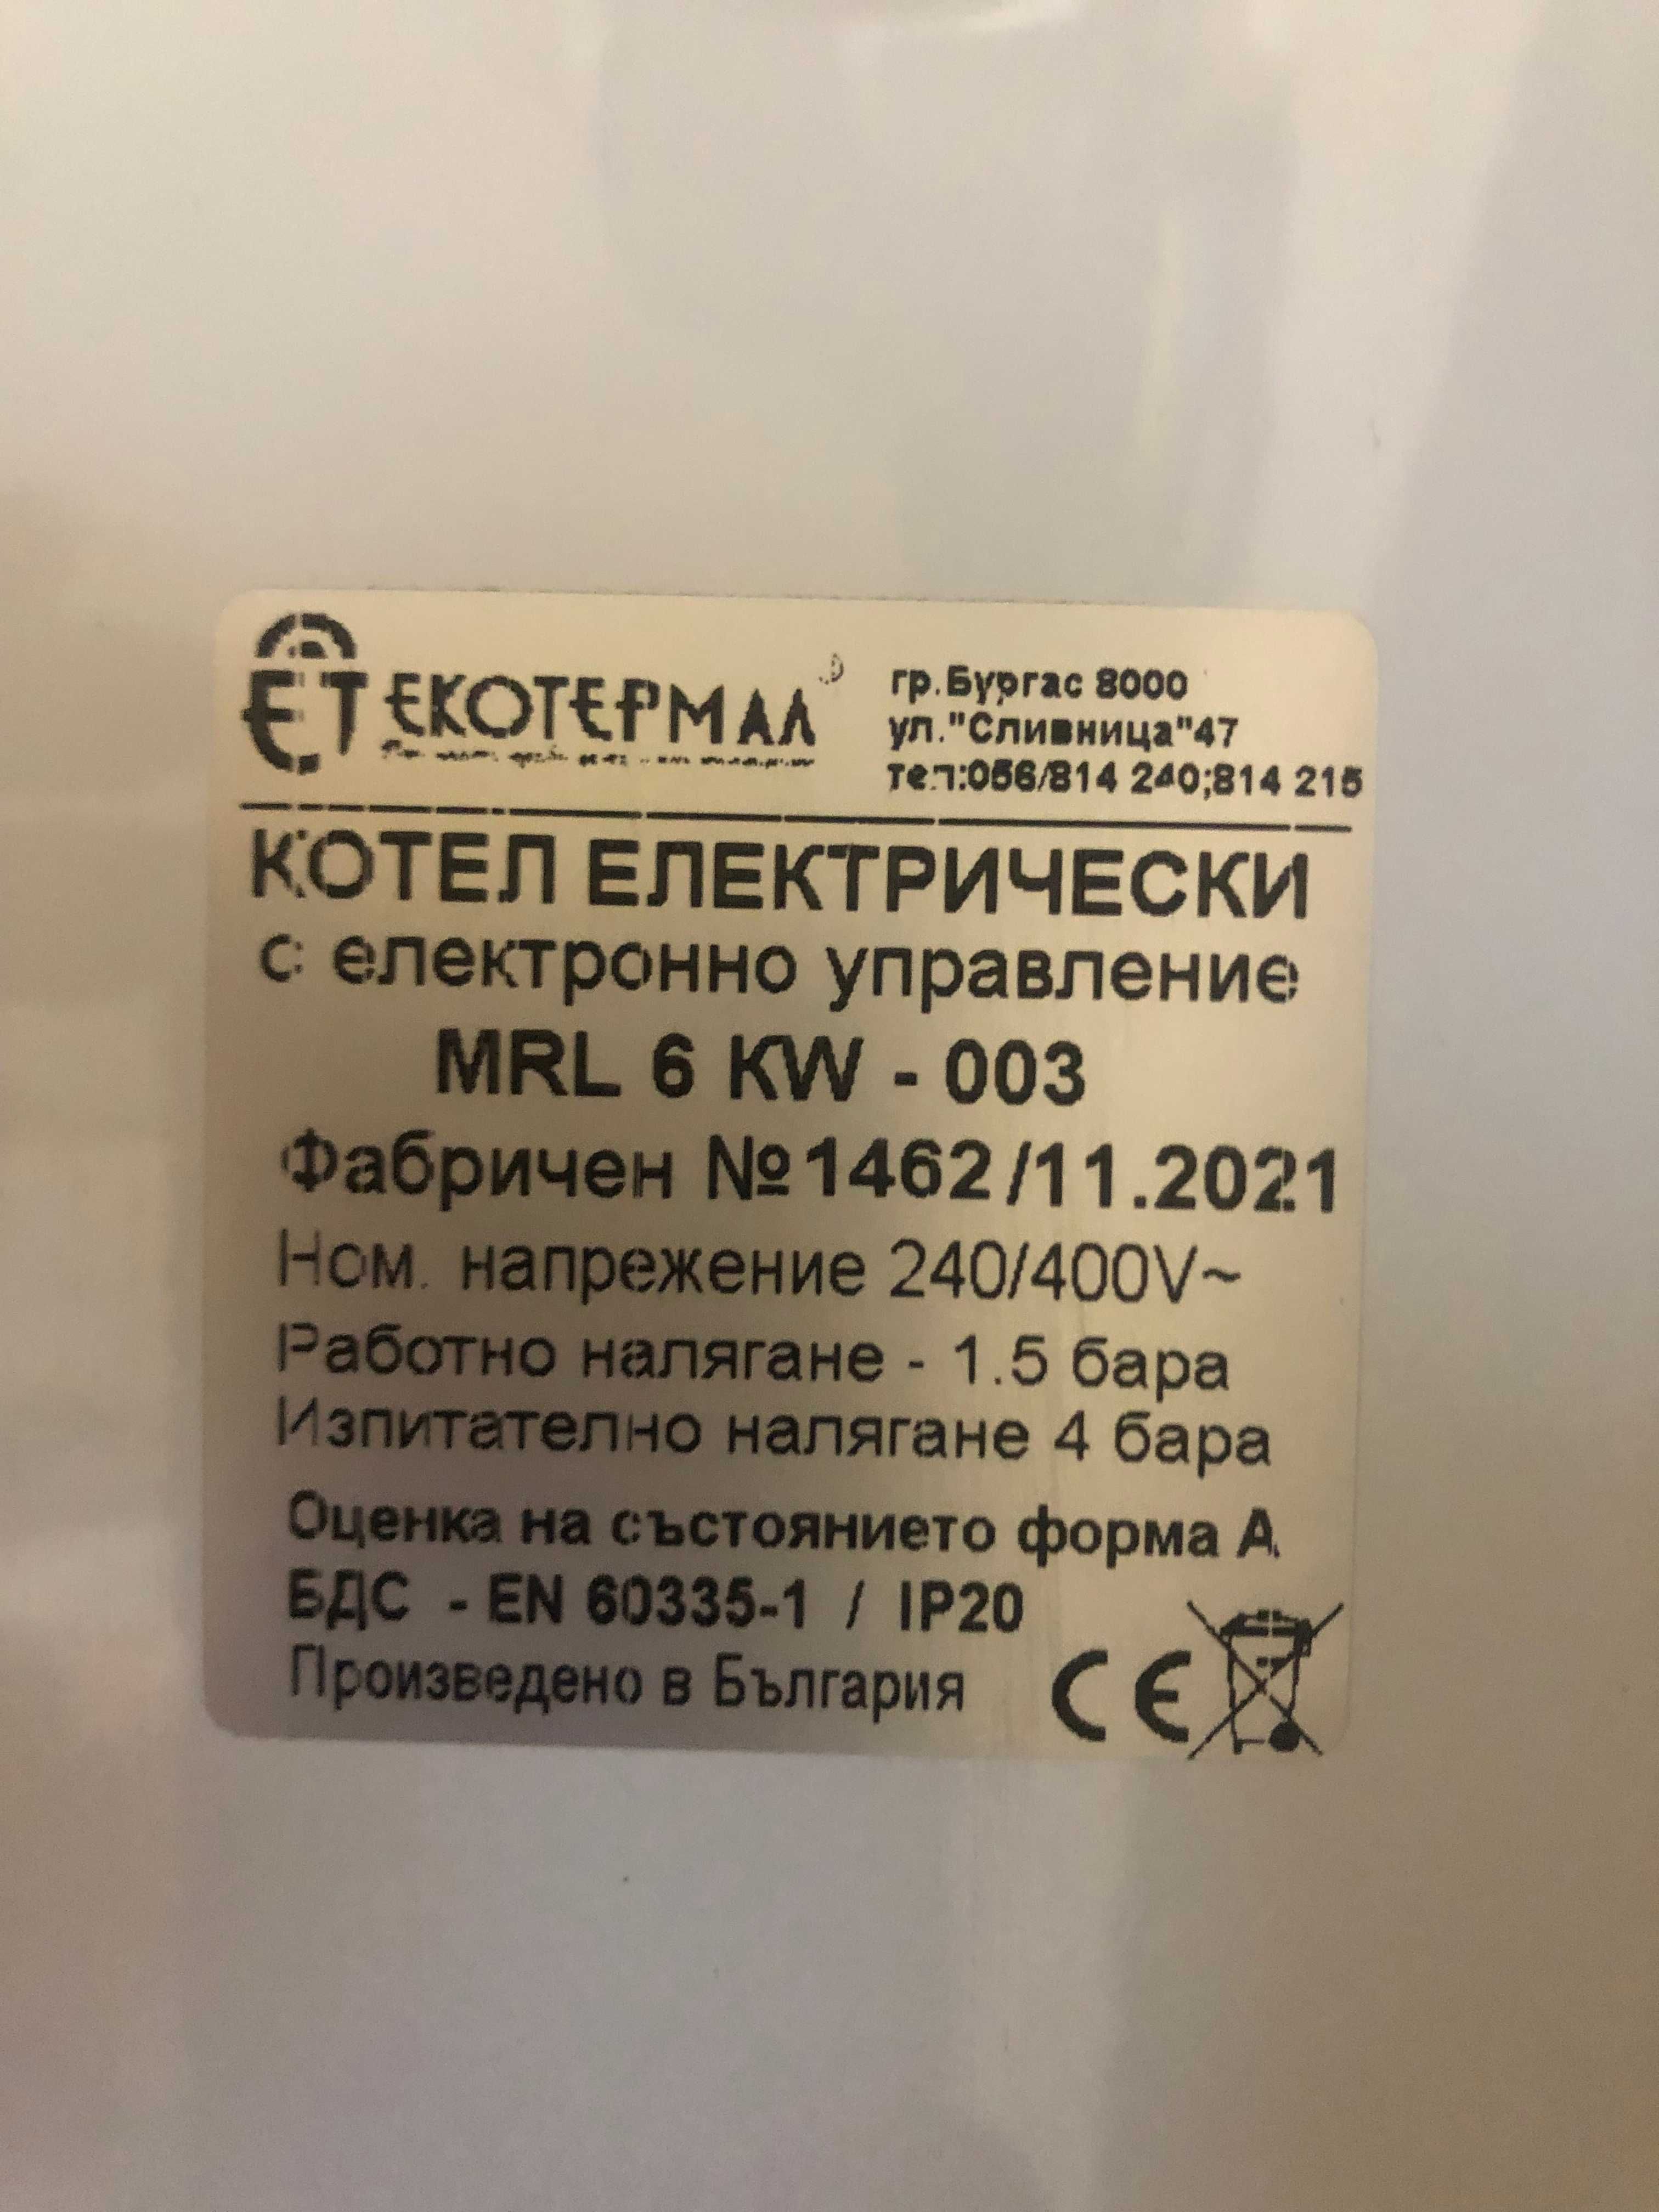 ЕТ ЕКОТЕРМАЛ
гр.Бургас 8000
ул."Сливница"47
тел:056/814 240;814 215
КОТЕЛ ЕЛЕКТРИЧЕСКИ
с електронно управление
MRL 6 KW - 003
Фабричен №1462/11.2021
Ном. напрежение 240/400V~
Работно налягане - 1.5 бара
Изпитателно налягане 4 бара
Оценка на състоянието форма А
БДС - EN 60335-1 / IP20
Произведено в България CE